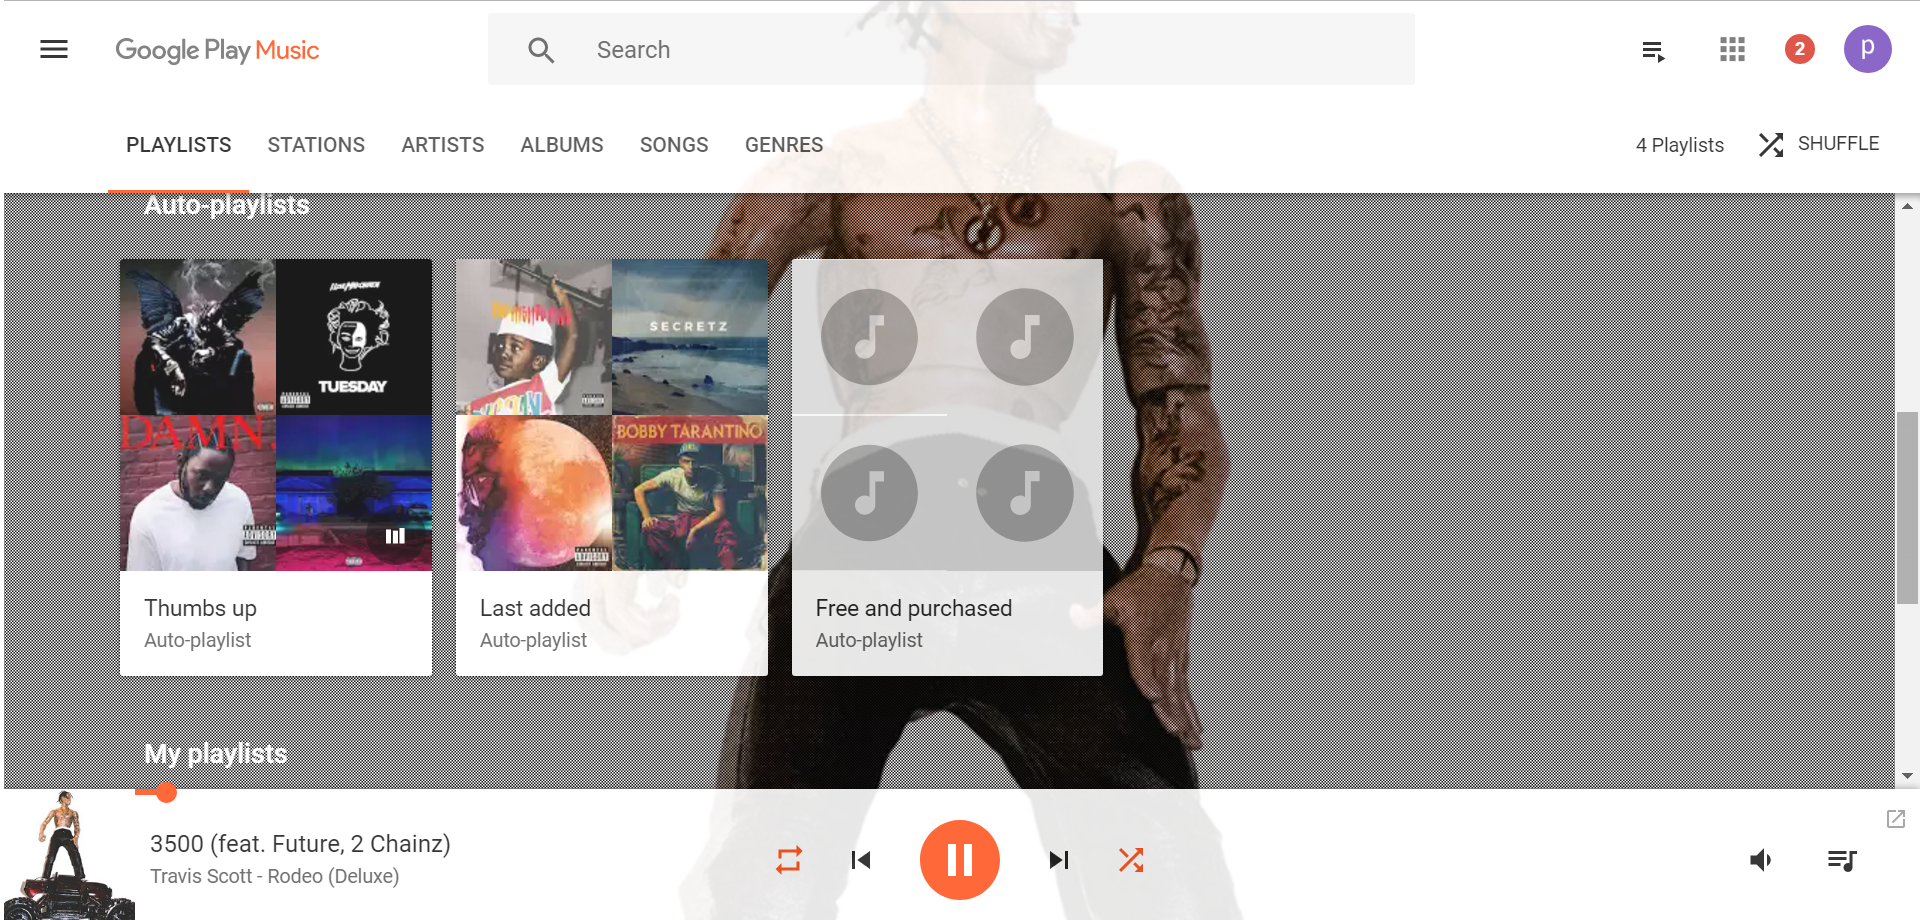 Google Play Music
Search
2
p
PLAYLISTS STATIONS ARTISTS ALBUMS SONGS GENRES
4 Playlists SHUFFLE
Auto-playlists
TUESDAY
SECRETZ
DAMN.
BOBBY TARANTINO
Thumbs up
Auto-playlist
Last added
Auto-playlist
Free and purchased
Auto-playlist
My playlists
3500 (feat. Future, 2 Chainz)
Travis Scott - Rodeo (Deluxe)